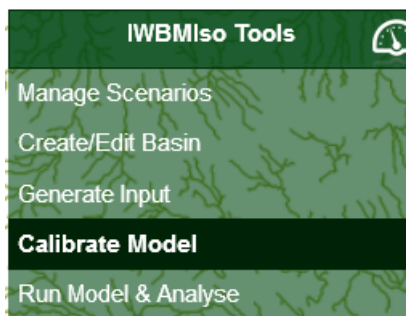 IWBMIso Tools
Manage Scenarios
Create/Edit Basin
Generate Input
Calibrate Model
Run Model & Analyse